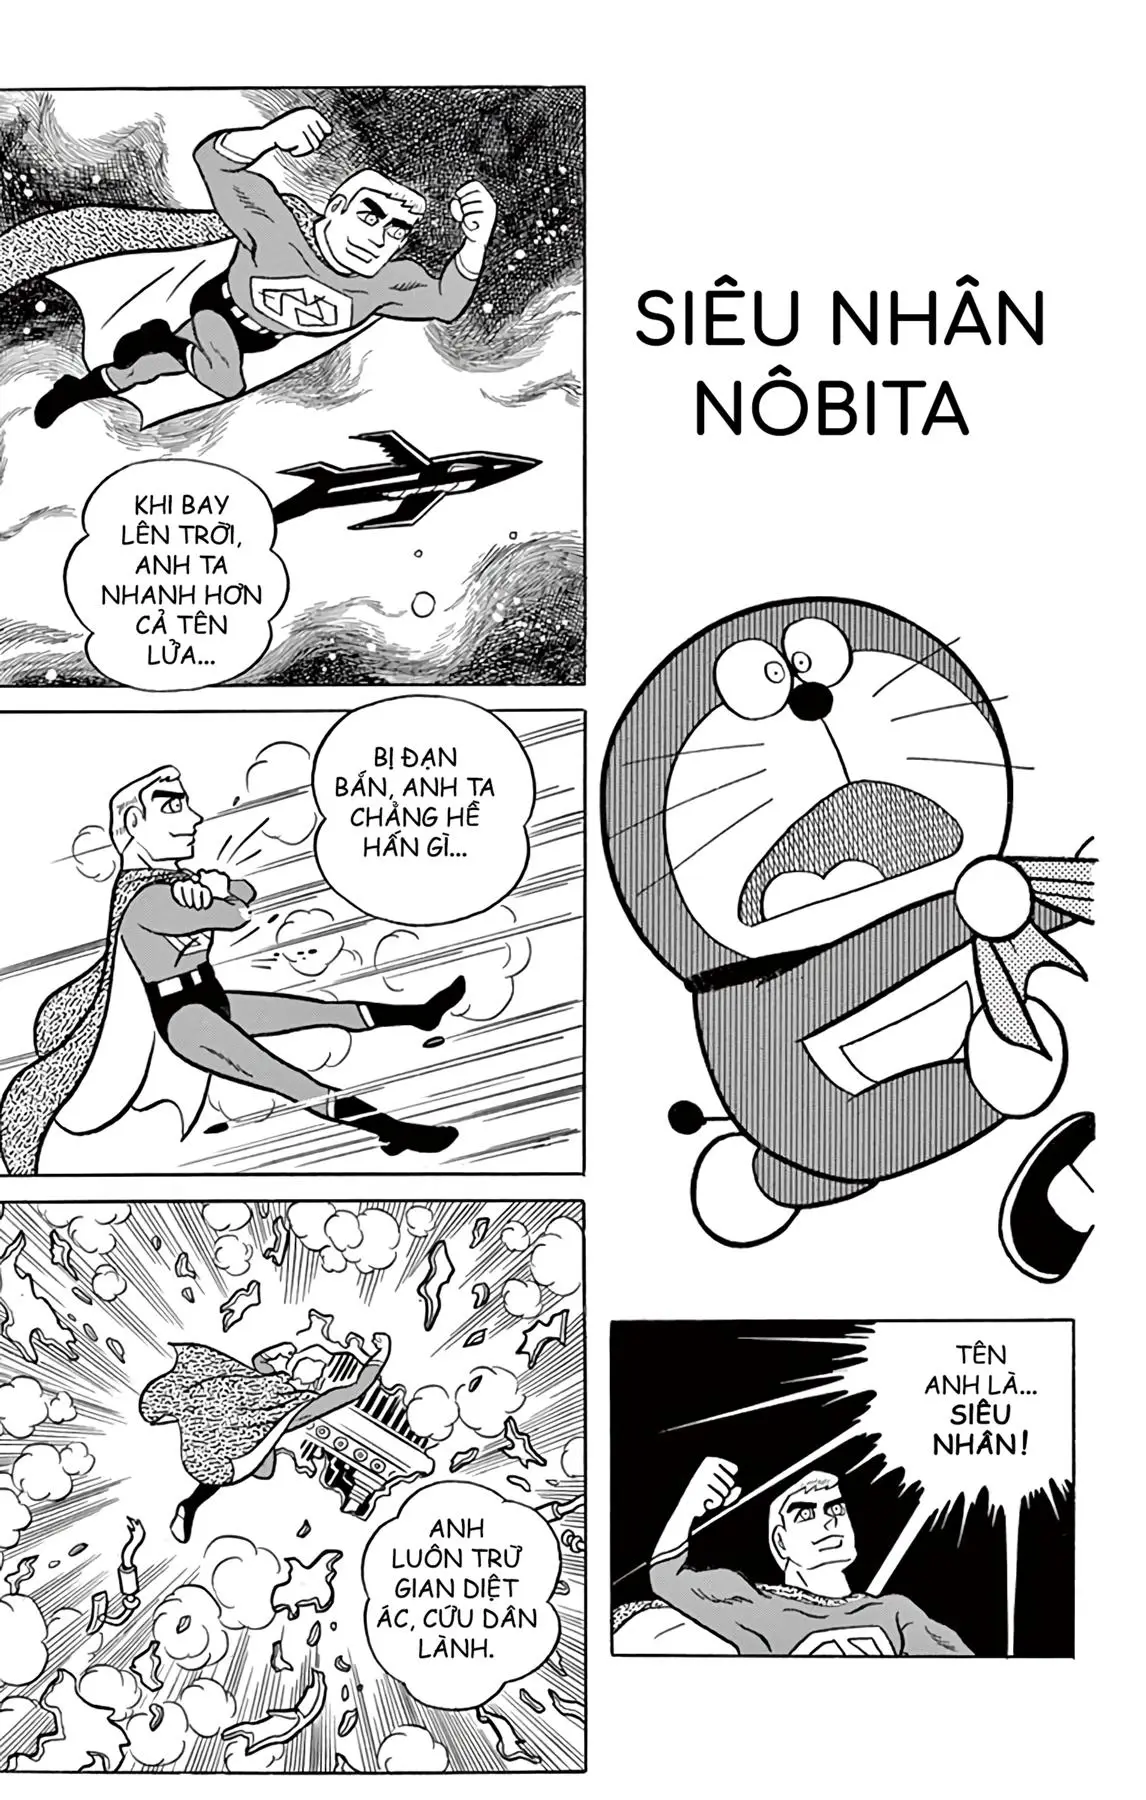 SIÊU NHÂN
NÔBITA
TÊN
ANH LÀ...
SIÊU
NHÂN!
KHI BAY
LÊN TRỜI,
ANH TA
NHANH HƠN
CẢ TÊN
LỬA...
BỊ ĐẠN
BẮN, ANH TA
CHẲNG HỀ
HẤN GÌ...
ANH
LUÔN TRỪ
GIAN DIỆT
ÁC, CỨU DÂN
LÀNH.